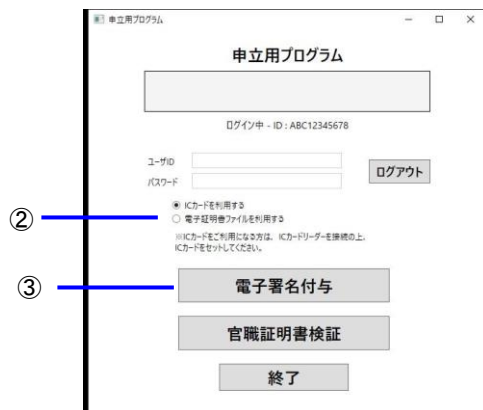 申立用プログラム
申立用プログラム
ログイン中 - ID : ABC12345678
ユーザID
パスワード
ログアウト
ICカードを利用する
② 電子証明書ファイルを利用する
※ICカードをご利用になる方は、ICカードリーダーを接続の上、
ICカードをセットしてください。
③ 電子署名付与
官職証明書検証
終了